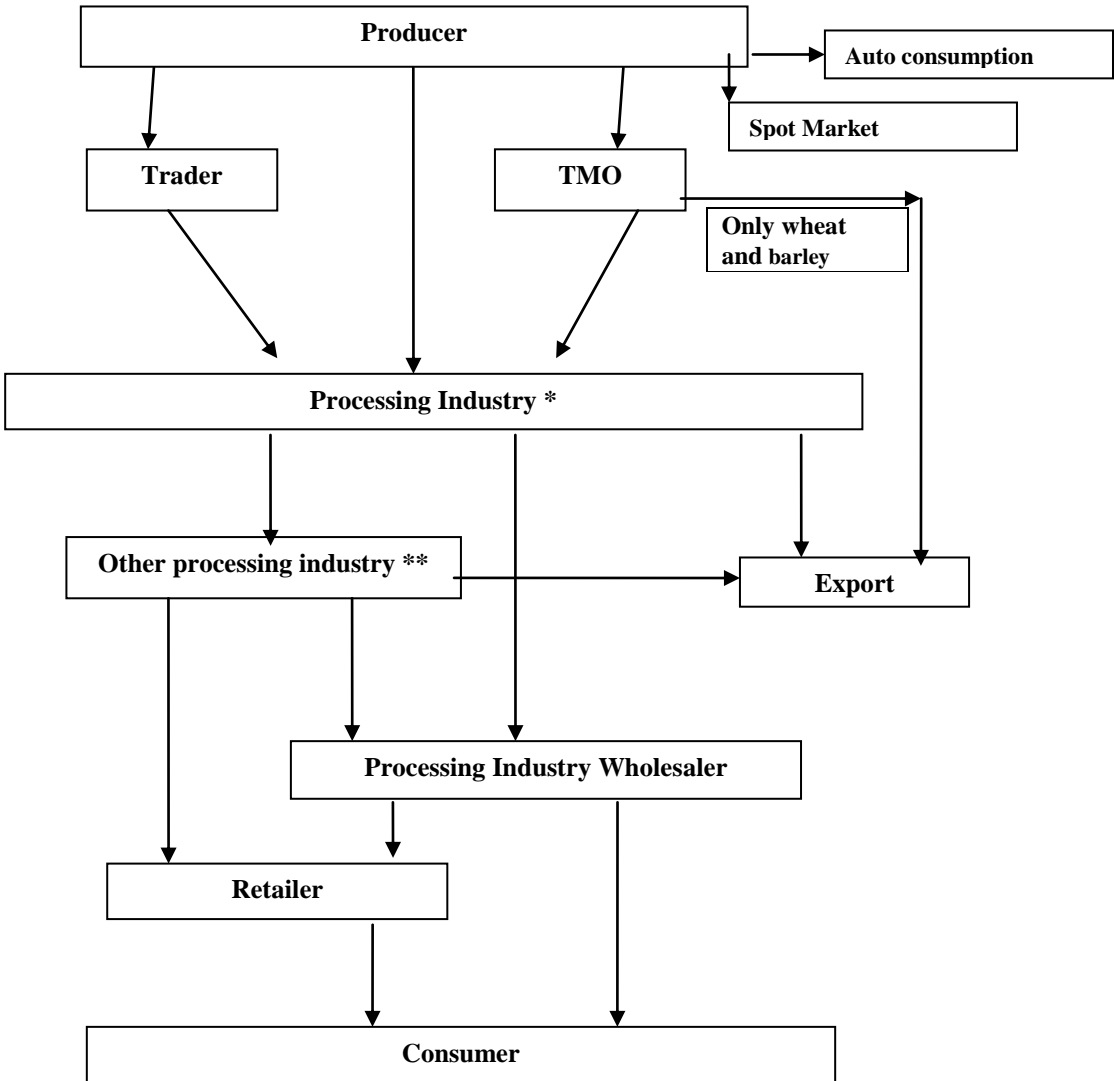 Producer
Auto consumption
Spot Market
Trader
TMO
Only wheat
and barley
Processing Industry *
Other processing industry **
Export
Processing Industry Wholesaler
Retailer
Consumer